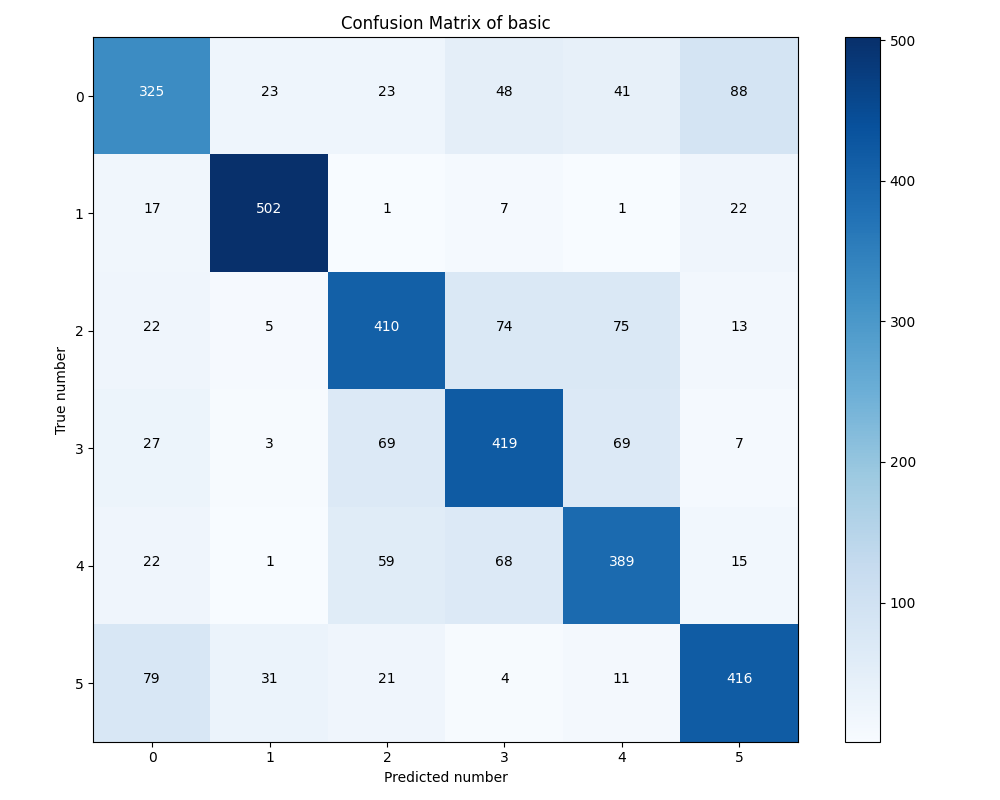 Confusion Matrix of basic
0 325 23 23 48 41 88
1 17 502 1 7 1 22
2 22 5 410 74 75 13
3 27 3 69 419 69 7
4 22 1 59 68 389 15
5 79 31 21 4 11 416
0 1 2 3 4 5
Predicted number
True number
500
400
300
200
100